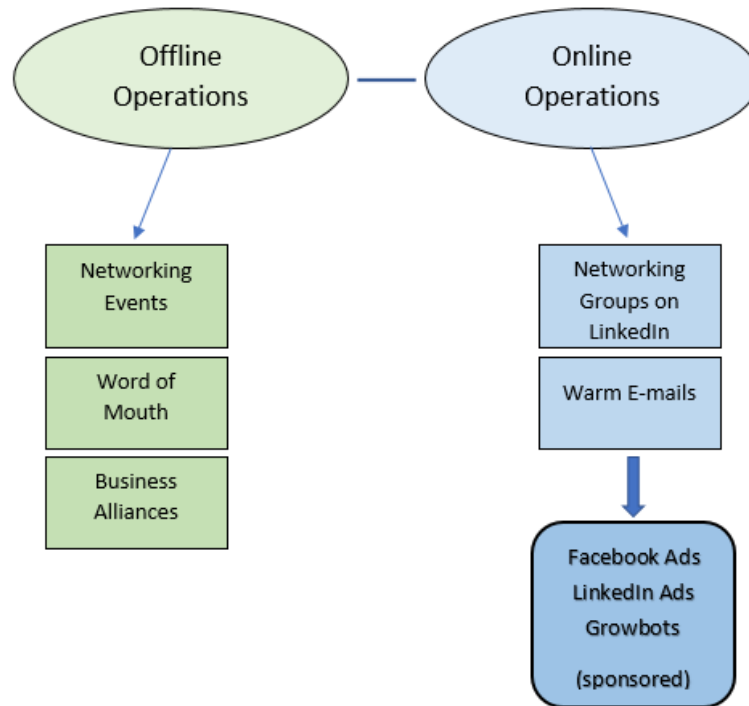 Offline
Operations
Online
Operations
Networking
Events
Word of
Mouth
Business
Alliances
Networking
Groups on
LinkedIn
Warm E-mails
Facebook Ads
LinkedIn Ads
Growbots
(sponsored)